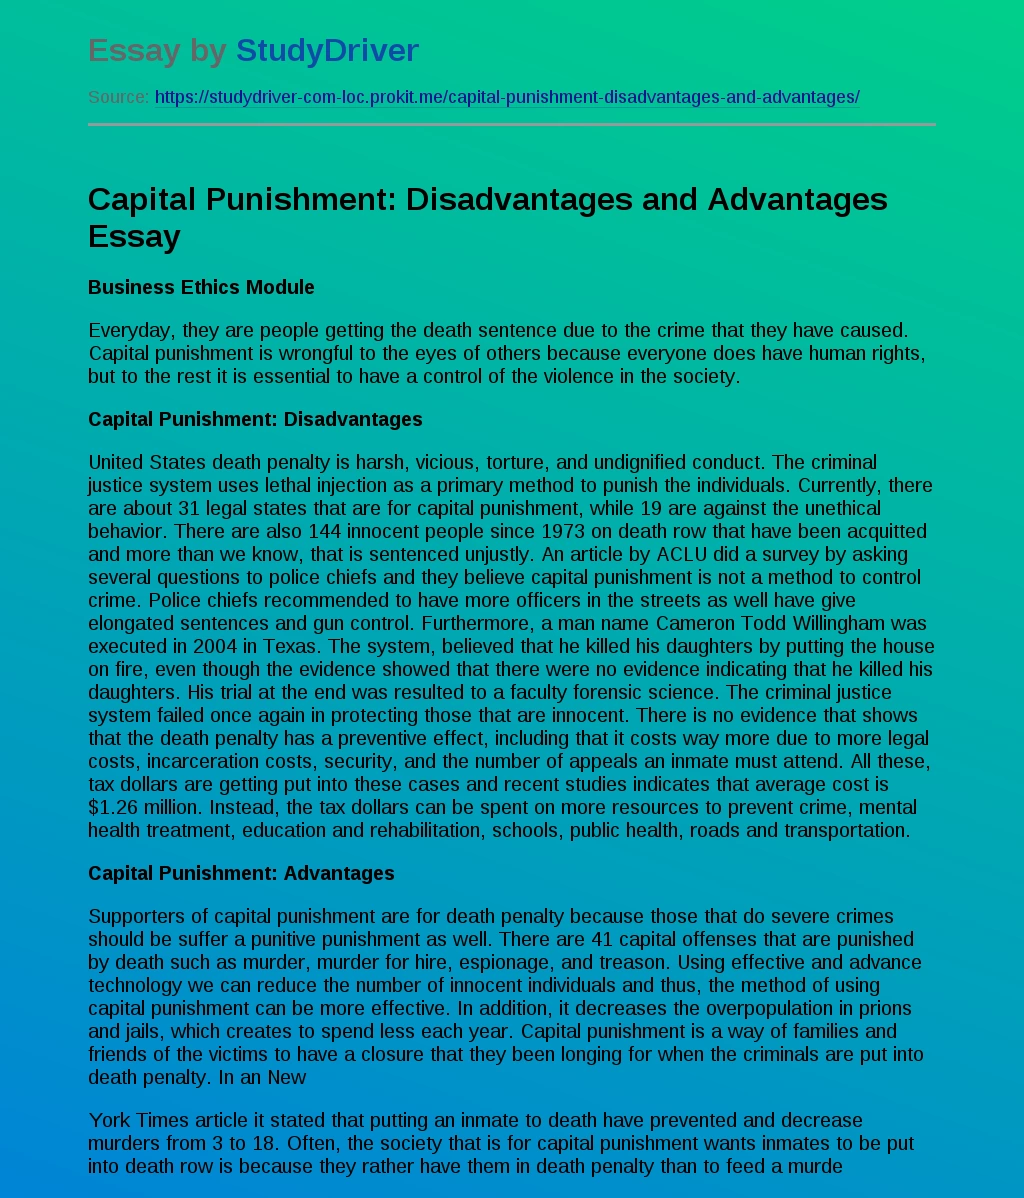 Essay by StudyDriver
Source: https://studydriver-com-loc.prokit.me/capital-punishment-disadvantages-and-advantages/
Capital Punishment: Disadvantages and Advantages
Essay
Business Ethics Module
Everyday, they are people getting the death sentence due to the crime that they have caused.
Capital punishment is wrongful to the eyes of others because everyone does have human rights,
but to the rest it is essential to have a control of the violence in the society.
Capital Punishment: Disadvantages
United States death penalty is harsh, vicious, torture, and undignified conduct. The criminal
justice system uses lethal injection as a primary method to punish the individuals. Currently, there
are about 31 legal states that are for capital punishment, while 19 are against the unethical
behavior. There are also 144 innocent people since 1973 on death row that have been acquitted
and more than we know, that is sentenced unjustly. An article by ACLU did a survey by asking
several questions to police chiefs and they believe capital punishment is not a method to control
crime. Police chiefs recommended to have more officers in the streets as well have give
elongated sentences and gun control. Furthermore, a man name Cameron Todd Willingham was
executed in 2004 in Texas. The system, believed that he killed his daughters by putting the house
on fire, even though the evidence showed that there were no evidence indicating that he killed his
daughters. His trial at the end was resulted to a faculty forensic science. The criminal justice
system failed once again in protecting those that are innocent. There is no evidence that shows
that the death penalty has a preventive effect, including that it costs way more due to more legal
costs, incarceration costs, security, and the number of appeals an inmate must attend. All these,
tax dollars are getting put into these cases and recent studies indicates that average cost is
$1.26 million. Instead, the tax dollars can be spent on more resources to prevent crime, mental
health treatment, education and rehabilitation, schools, public health, roads and transportation.
Capital Punishment: Advantages
Supporters of capital punishment are for death penalty because those that do severe crimes
should be suffer a punitive punishment as well. There are 41 capital offenses that are punished
by death such as murder, murder for hire, espionage, and treason. Using effective and advance
technology we can reduce the number of innocent individuals and thus, the method of using
capital punishment can be more effective. In addition, it decreases the overpopulation in prions
and jails, which creates to spend less each year. Capital punishment is a way of families and
friends of the victims to have a closure that they been longing for when the criminals are put into
death penalty. In an New
York Times article it stated that putting an inmate to death have prevented and decrease
murders from 3 to 18. Often, the society that is for capital punishment wants inmates to be put
into death row is because they rather have them in death penalty than to feed a murde